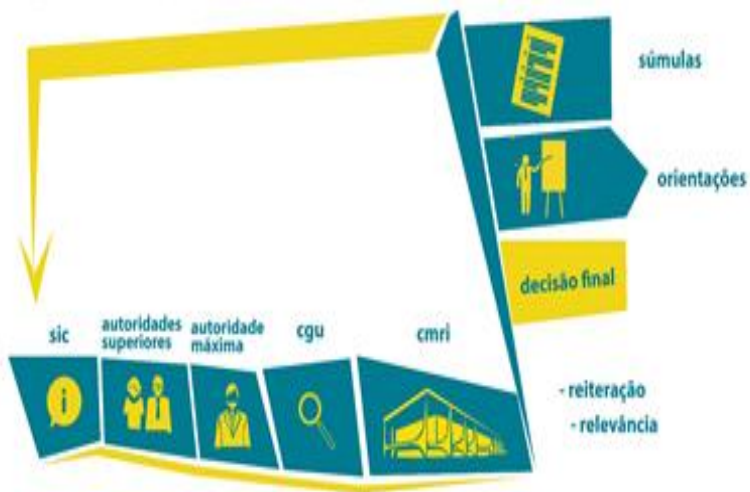 súmulas
orientações
decisão final
sic
autoridades
superiores
autoridade
máxima
cgu
cmri
- reiteração
- relevância